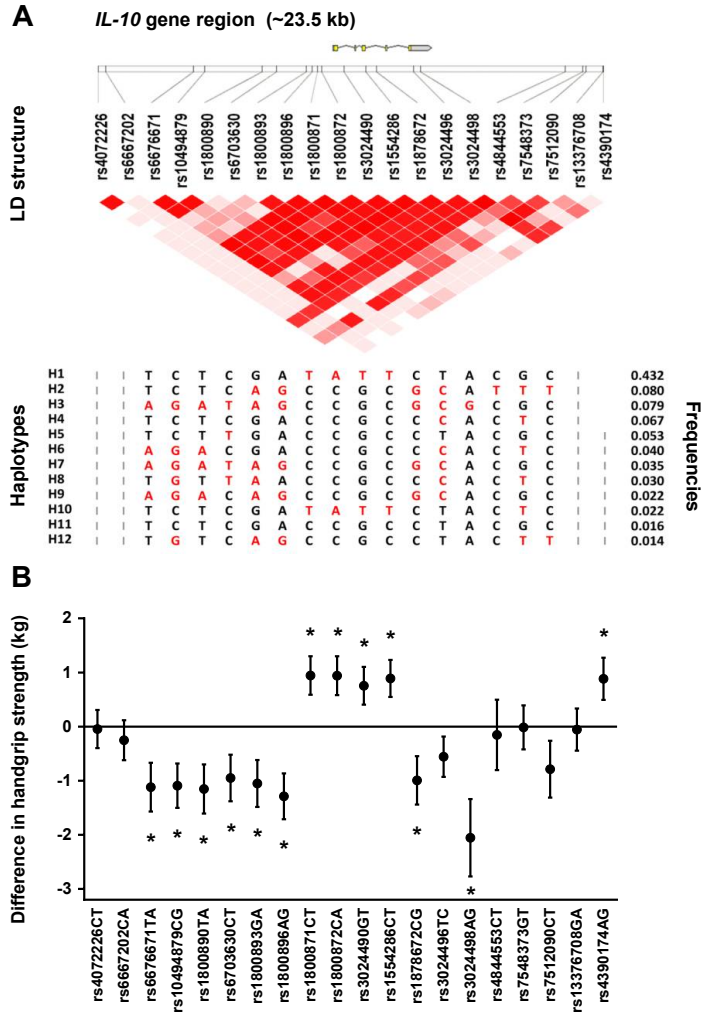 A
IL-10 gene region (~23.5 kb)
LD structure
rs4072226
rs6667202
rs6676671
rs10494879
rs1800890
rs6703630
rs1800893
rs1800896
rs1800871
rs1800872
rs3024490
rs1554286
rs1878672
rs3024496
rs3024498
rs4844553
rs7548373
rs7512090
rs13376708
rs4390174
Haplotypes
Frequencies
H1 | | T C T C G A T A T T C T A C G C | 0.432
H2 | | T C T C A G C C G C G C A T T T | 0.080
H3 | | A G A T A G C C G C G C G C G C | 0.079
H4 | | T C T C G A C C G C C C A C T C | 0.067
H5 | | T C T T G A C C G C C T A C G C | | 0.053
H6 | | A G A C G A C C G C C C A C T C | | 0.040
H7 | | A G A T A G C C G C G C A C G C | | 0.035
H8 | | T G T T A A C C G C C C A C T C | | 0.030
H9 | | A G A C A G C C G C G C A C G C | | 0.022
H10 | | T C T C G A T A T T C T A C T C | | 0.022
H11 | | T C T C G A C C G C C T A C G C | | 0.016
H12 | | T G T C A G C C G C C T A C T T | | 0.014
B
Difference in handgrip strength (kg)
2
1
0
-1
-2
-3
* * * * *
* * * * * * * *
rs4072226CT
rs6667202CA
rs6676671TA
rs10494879CG
rs1800890TA
rs6703630CT
rs1800893GA
rs1800896AG
rs1800871CT
rs1800872CA
rs3024490GT
rs1554286CT
rs1878672CG
rs3024496TC
rs3024498AG
rs4844553CT
rs7548373GT
rs7512090CT
rs13376708GA
rs4390174AG